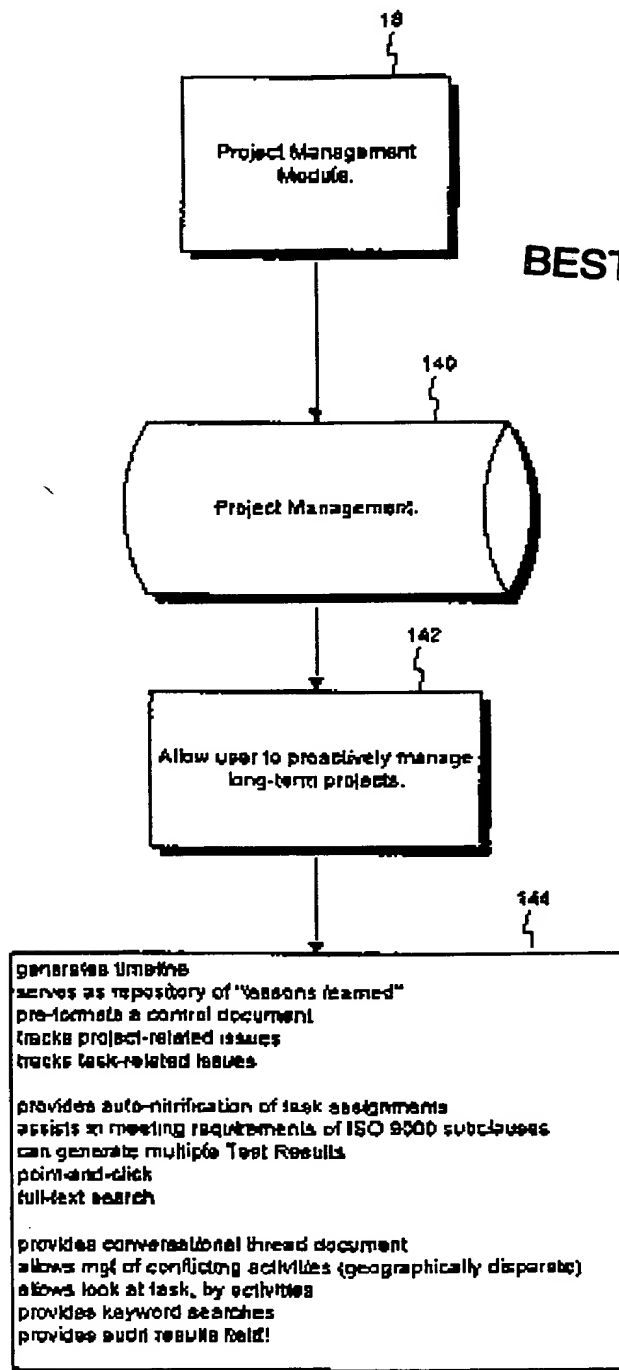 18
Project Management
Module.
BEST
140
Project Management.
142
Allow user to proactively manage
long-term projects.
144
generates timeline
serves as repository of "lessons learned"
pre-formats a control document
tracks project-related issues
tracks task-related issues
provides auto-nitrification of task assignments
assists in meeting requirements of ISO 9000 subclauses
can generate multiple Test Results
point-and-click
full-text search
provides conversational thread document
allows mgt of conflicting activities (geographically disparate)
allows look at task, by activities
provides keyword searches
provides audit results field!